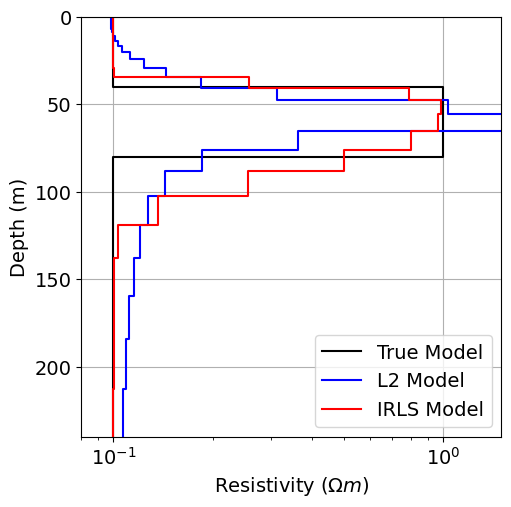 0
50
100
150
200
Depth (m)
True Model
L2 Model
IRLS Model
10⁻¹
10⁰
Resistivity (Ωm)